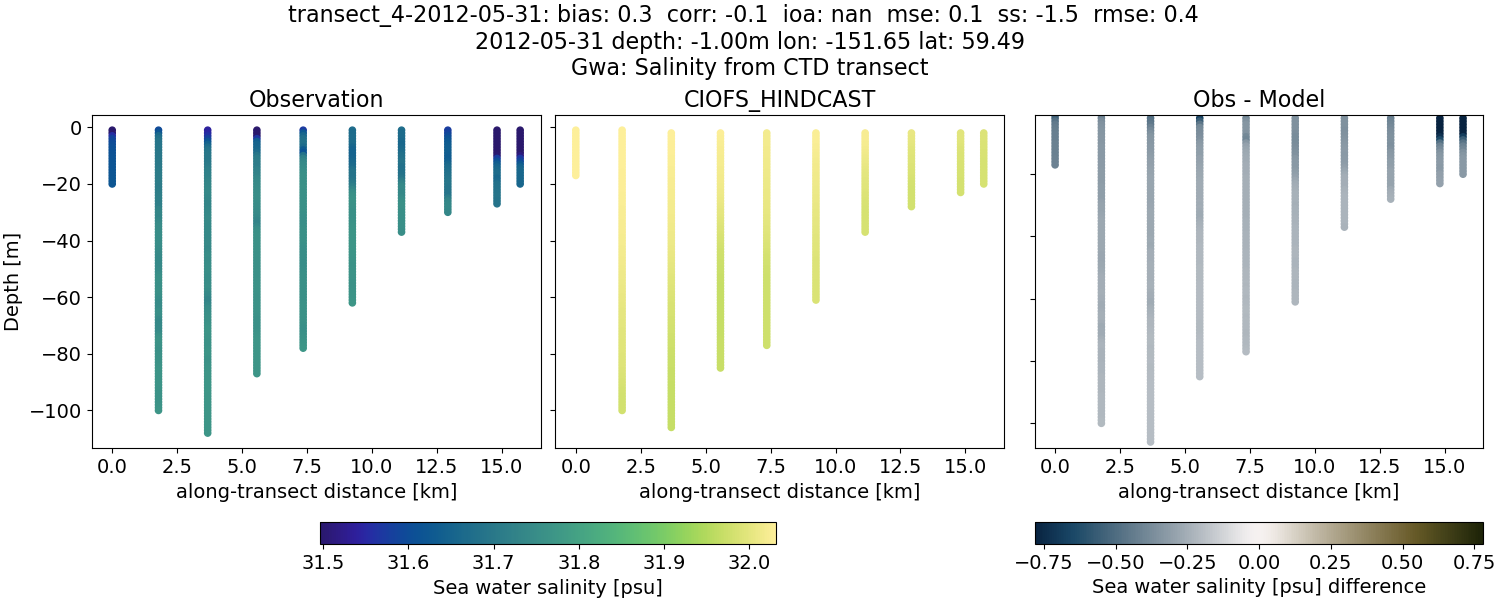 transect_4-2012-05-31: bias: 0.3  corr: -0.1  ioa: nan  mse: 0.1  ss: -1.5  rmse: 0.4
2012-05-31 depth: -1.00m lon: -151.65 lat: 59.49
Gwa: Salinity from CTD transect
Observation
CIOFS_HINDCAST
Obs - Model
Depth [m]
0
−20
−40
−60
−80
−100
0.0 2.5 5.0 7.5 10.0 12.5 15.0
0.0 2.5 5.0 7.5 10.0 12.5 15.0
0.0 2.5 5.0 7.5 10.0 12.5 15.0
along-transect distance [km]
along-transect distance [km]
along-transect distance [km]
31.5 31.6 31.7 31.8 31.9 32.0
Sea water salinity [psu]
−0.75 −0.50 −0.25 0.00 0.25 0.50 0.75
Sea water salinity [psu] difference